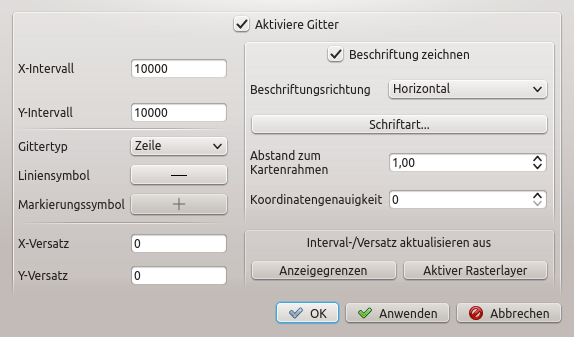 Aktiviere Gitter
X-Intervall 10000
Y-Intervall 10000
Gittertyp Zeile
Liniensymbol
Markierungssymbol
X-Versatz 0
Y-Versatz 0
Beschriftung zeichnen
Beschriftungsrichtung Horizontal
Schriftart...
Abstand zum
Kartenrahmen 1,00
Koordinatengenauigkeit 0
Interval-/Versatz aktualisieren aus
Anzeigegrenzen Aktiver Rasterlayer
OK Anwenden Abbrechen